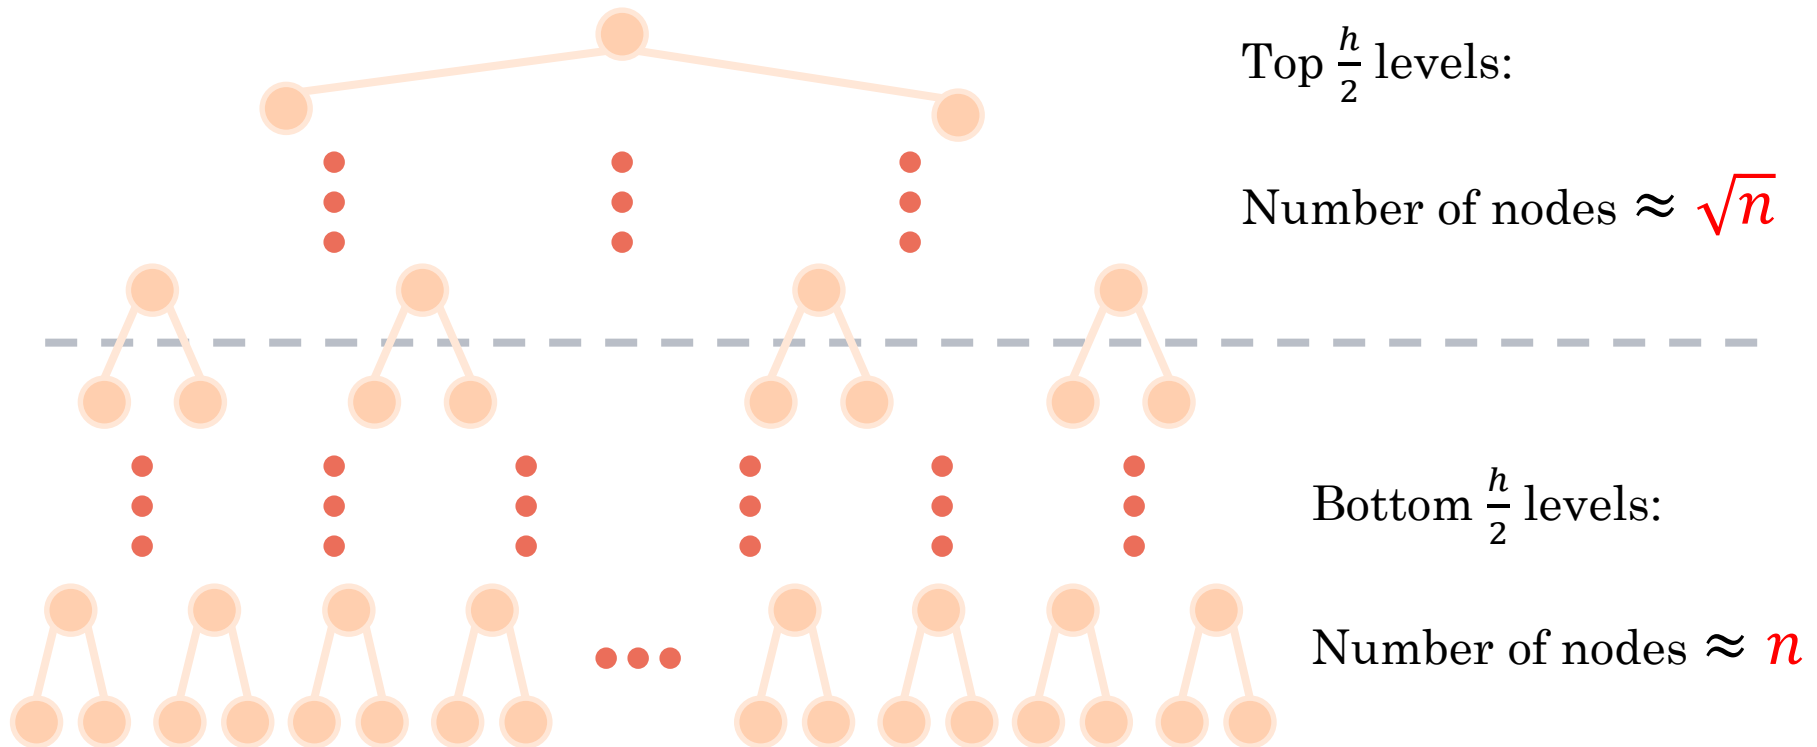 Top h/2 levels:
Number of nodes ≈ √n
Bottom h/2 levels:
Number of nodes ≈ n